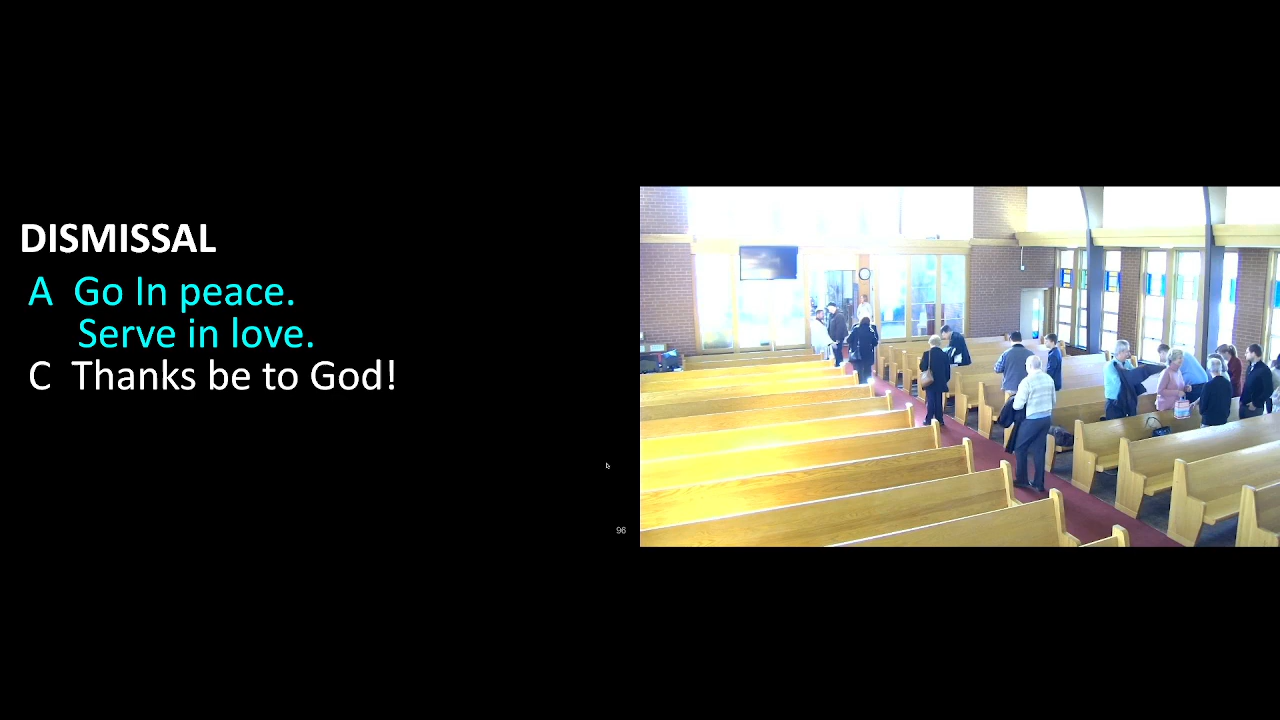 DISMISSAL
A Go In peace.
Serve in love.
C Thanks be to God!
96